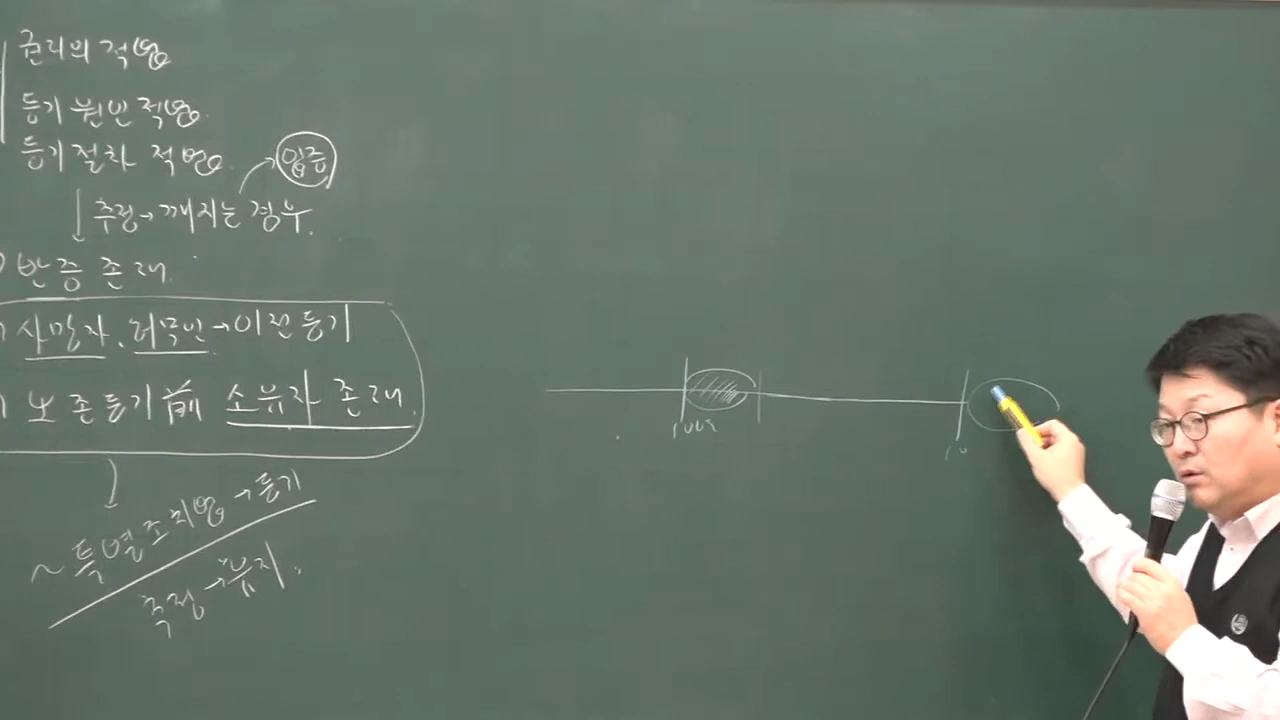 권리의 적법
등기원인 적법
등기절차 적법
입증
추정→깨지는 경우.
) 반증 존재.
사망자, 허무인→이전등기
보존등기前 소유자 존재.
~특별조치법→등기
추정→유지.